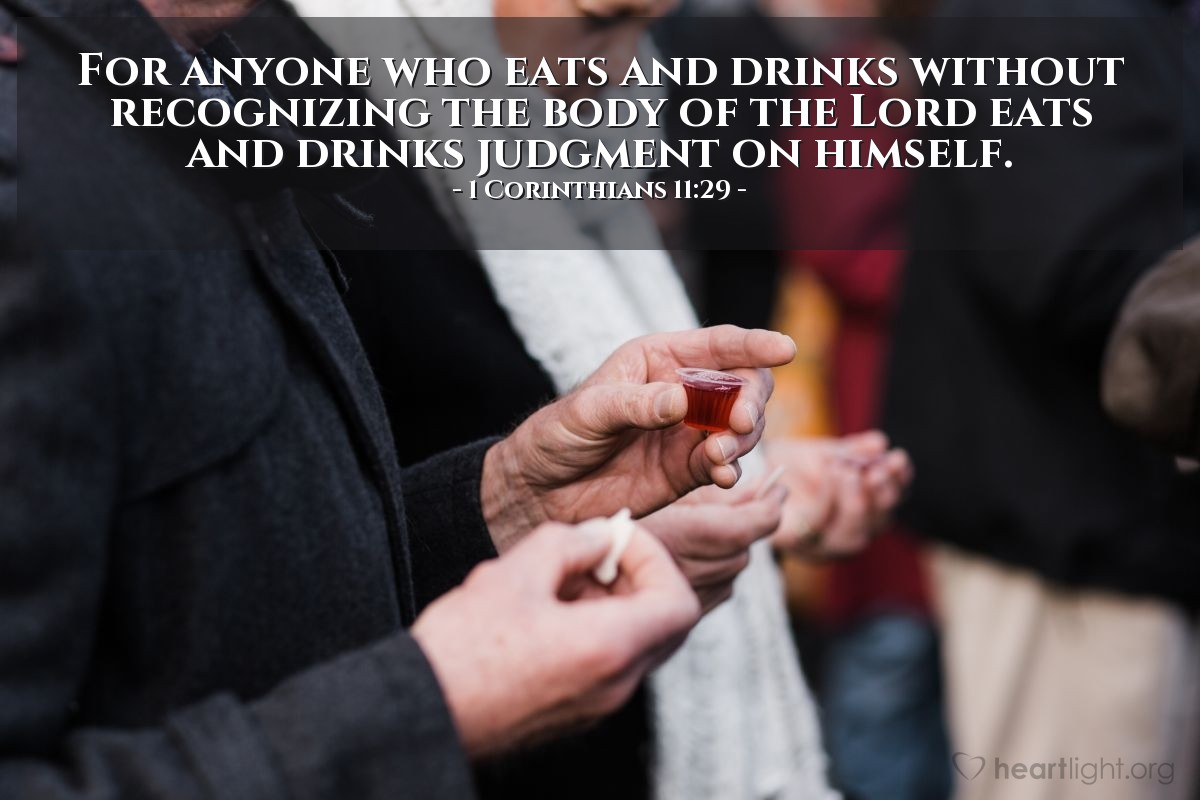 For anyone who eats and drinks without
recognizing the body of the Lord eats
and drinks judgment on himself.
- 1 Corinthians 11:29 -
heartlight.org